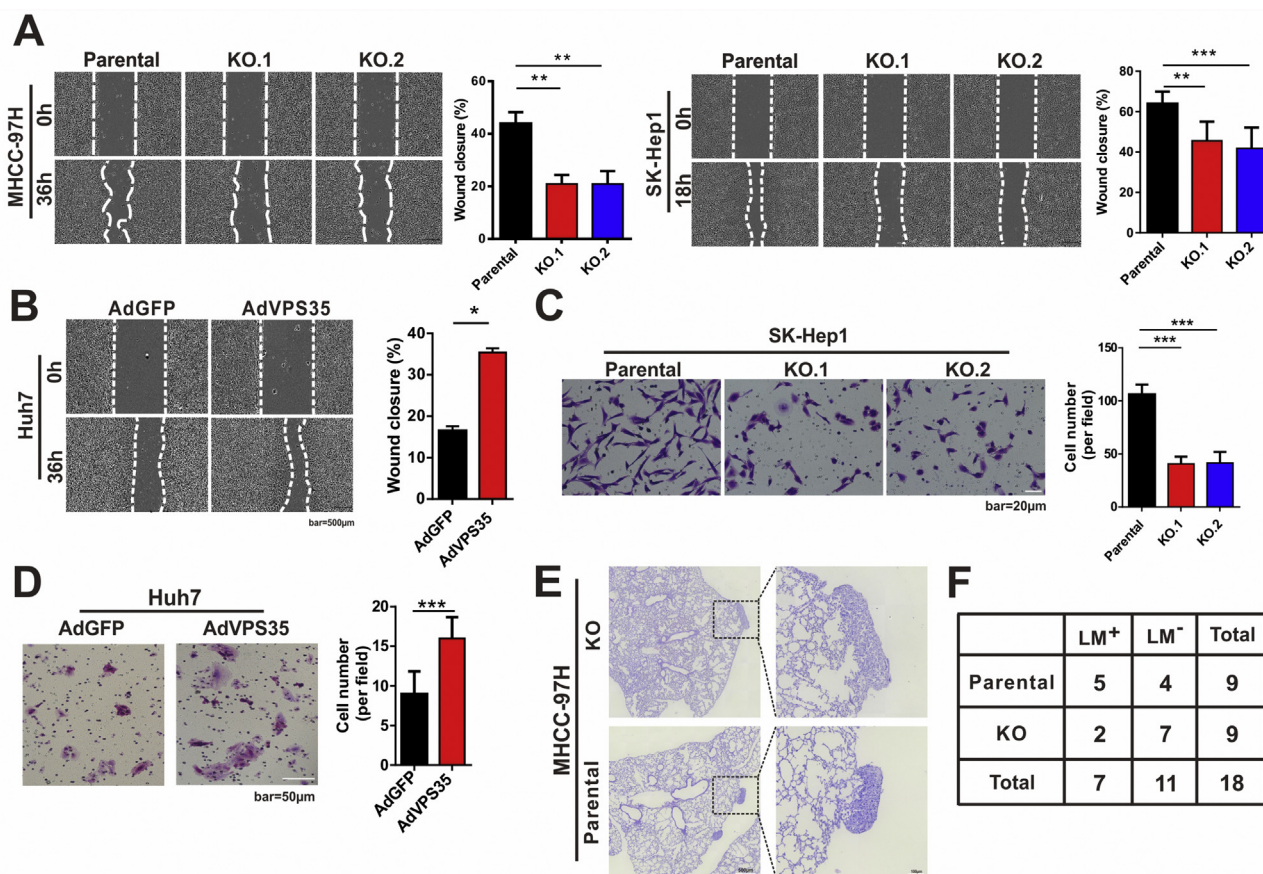 A
Parental KO.1 KO.2
MHCC-97H
0h
36h
Wound closure (%)
60
40
20
0
** **
Parental KO.1 KO.2
Parental KO.1 KO.2
SK-Hep1
0h
18h
Wound closure (%)
80
60
40
20
0
*** **
Parental KO.1 KO.2
B
AdGFP AdVPS35
Huh7
0h
36h
bar=500μm
Wound closure (%)
40
30
20
10
0
*
AdGFP AdVPS35
C
SK-Hep1
Parental KO.1 KO.2
bar=20μm
Cell number
(per field)
150
100
50
0
*** ***
Parental KO.1 KO.2
D
Huh7
AdGFP AdVPS35
bar=50μm
Cell number
(per field)
20
15
10
5
0
***
AdGFP AdVPS35
E
MHCC-97H
KO
Parental
F
LM+ LM- Total
Parental 5 4 9
KO 2 7 9
Total 7 11 18